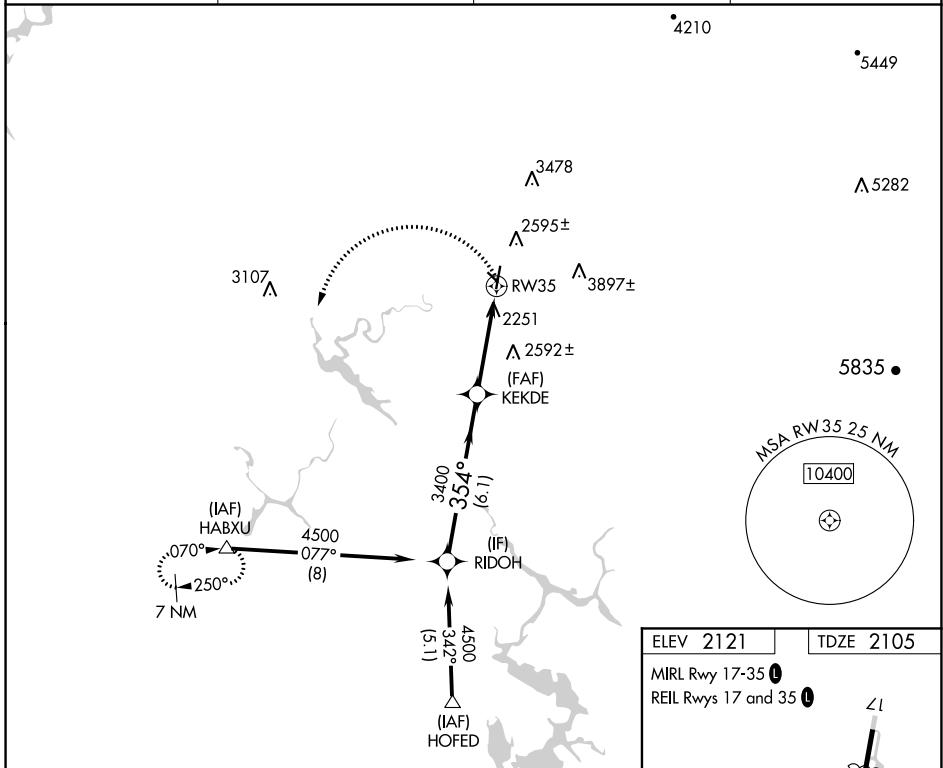 4210
5449
3478
5282
2595±
3107
3897±
RW35
2251
2592±
5835
(FAF)
KEKDE
MSA RW35 25 NM
10400
3400
354°
(6.1)
(IAF)
HABXU
4500
077°
(8)
(IF)
RIDOH
070°
250°
7 NM
4500
342°
(5.1)
(IAF)
HOFED
ELEV 2121
TDZE 2105
MIRL Rwy 17-35 L
REIL Rwys 17 and 35 L
17